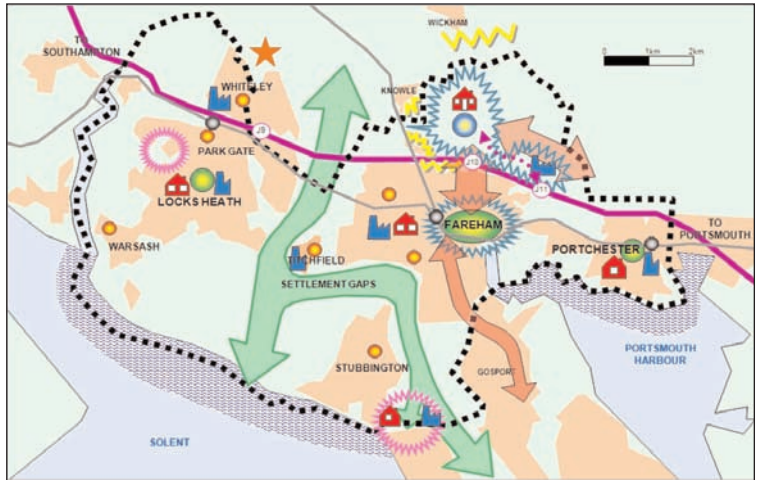 WICKHAM
TO
SOUTHAMPTON
0
1km
2km
WHITELEY
KNOWLE
J9
PARK GATE
J10
J11
LOCKS HEATH
FAREHAM
TO
PORTSMOUTH
WARSASH
PORTCHESTER
TITCHFIELD
SETTLEMENT GAPS
PORTSMOUTH
HARBOUR
STUBBINGTON
GOSPORT
SOLENT